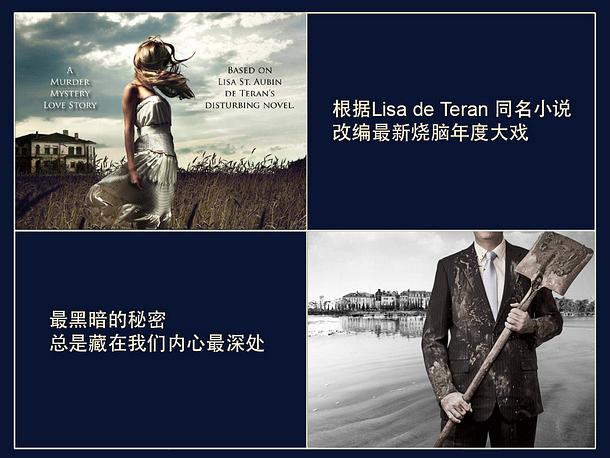 A
MURDER
MYSTERY
LOVE STORY
BASED ON
LISA ST. AUBIN
DE TERAN'S
DISTURBING NOVEL.
根据Lisa de Teran 同名小说
改编最新烧脑年度大戏
最黑暗的秘密
总是藏在我们内心最深处